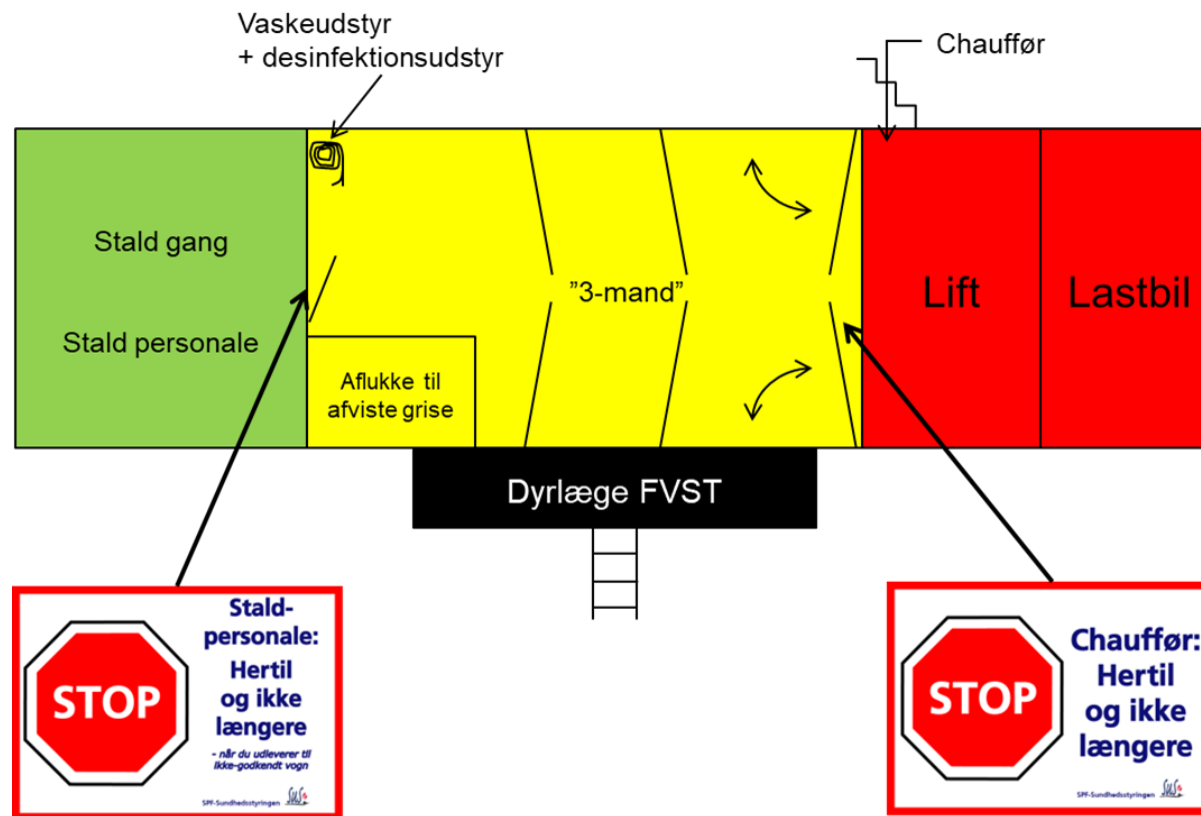 Vaskeudstyr
+ desinfektionsudstyr
Chauffør
Stald gang
Stald personale
"3-mand"
Lift
Lastbil
Aflukke til
afviste grise
Dyrlæge FVST
STOP
Stald-
personale:
Hertil
og ikke
længere
- når du udleverer til
ikke-godkendt vogn
SPF-Sundhedsstyringen
STOP
Chauffør:
Hertil
og ikke
længere
SPF-Sundhedsstyringen